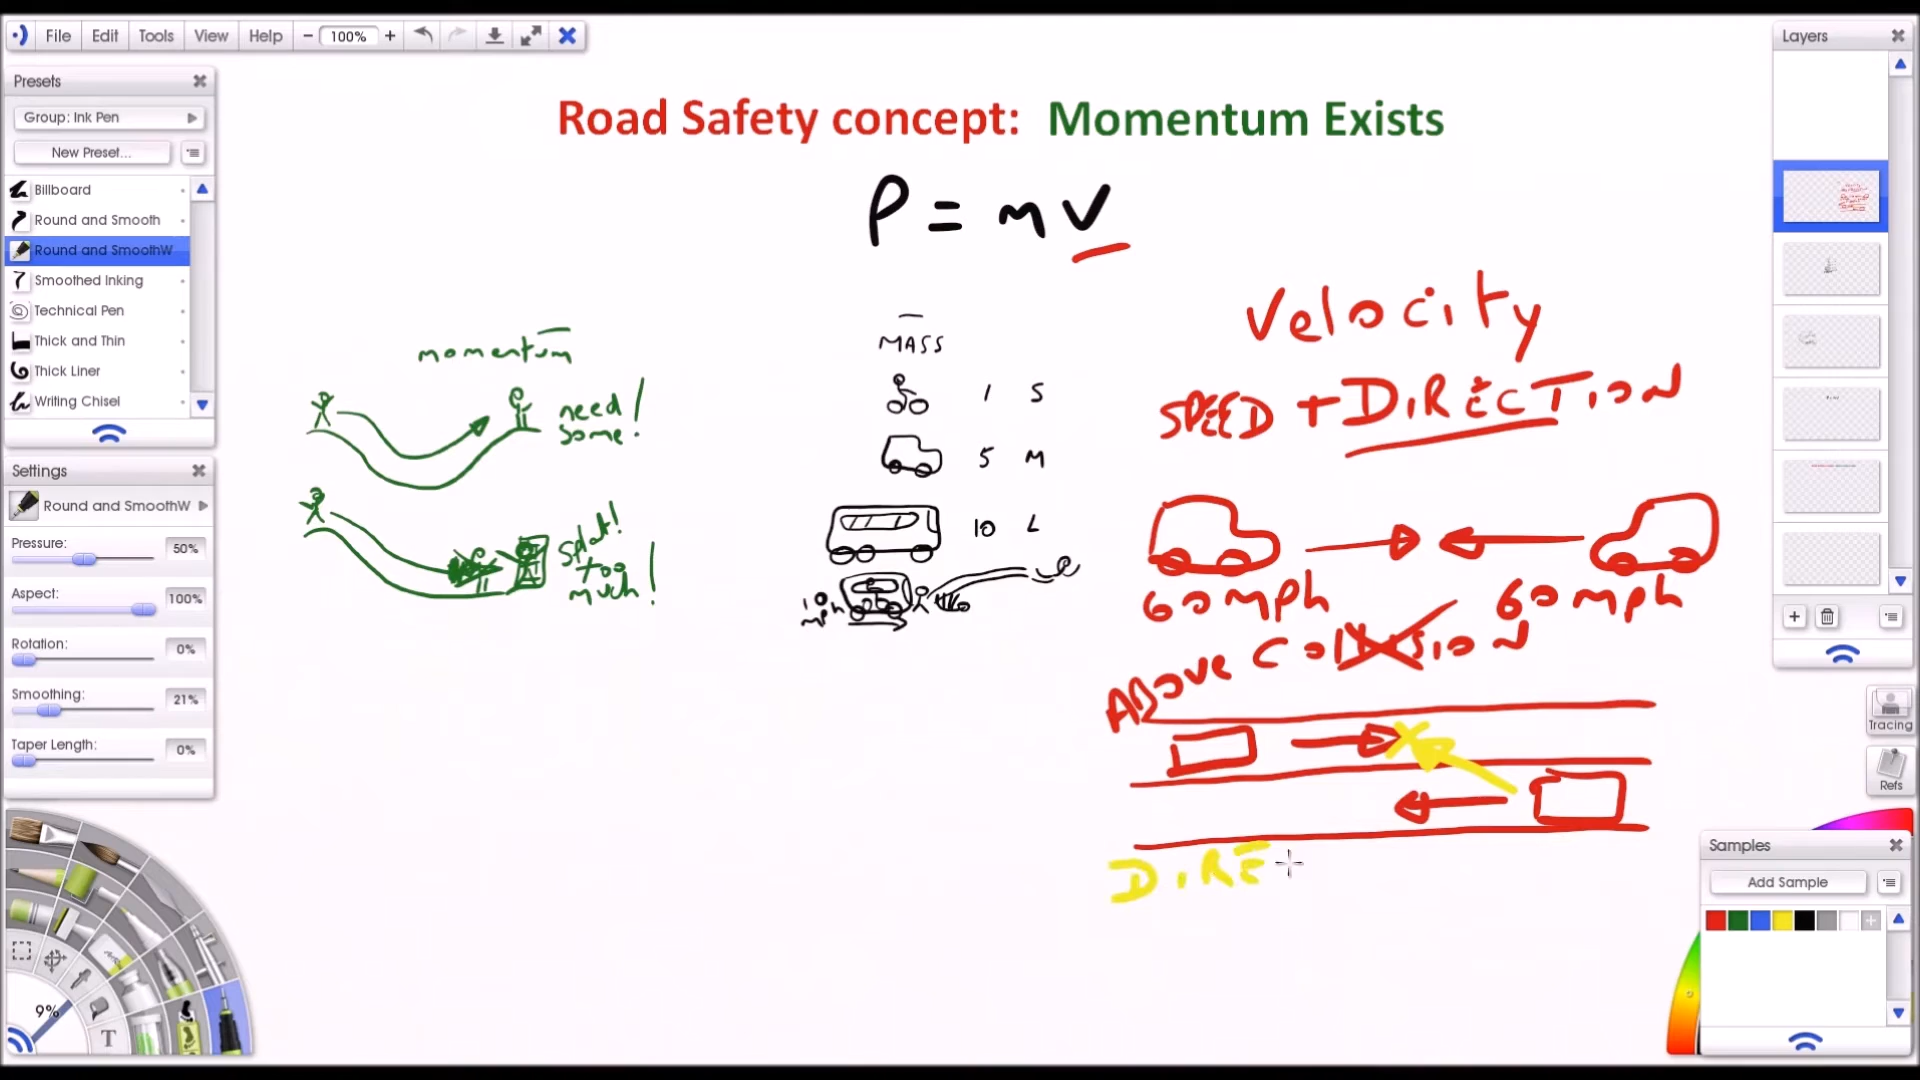 File Edit Tools View Help − 100% +
Presets
Group: Ink Pen
New Preset...
Billboard
Round and Smooth
Round and SmoothW
Smoothed Inking
Technical Pen
Thick and Thin
Thick Liner
Writing Chisel
Settings
Round and SmoothW
Pressure: 50%
Aspect: 100%
Rotation: 0%
Smoothing: 21%
Taper Length: 0%
9%
T
Road Safety concept: Momentum Exists
P = mv
momentum
need some!
splat! too much!
MASS
1 S
5 M
10 L
10 mph
Velocity
SPEED + DIRECTION
60mph 60mph
ABOVE COLLISION
DIRE
Layers
Tracing
Refs
Samples
Add Sample